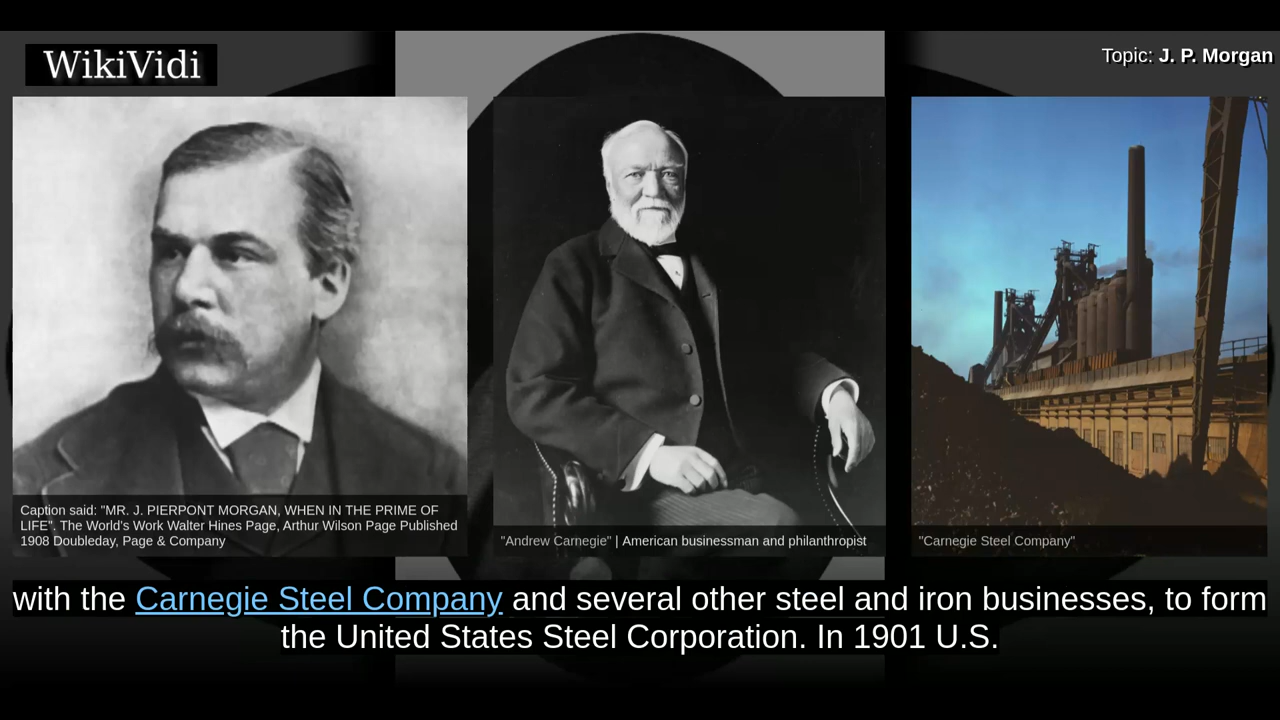 WikiVidi
Topic: J. P. Morgan
Caption said: "MR. J. PIERPONT MORGAN, WHEN IN THE PRIME OF
LIFE". The World's Work Walter Hines Page, Arthur Wilson Page Published
1908 Doubleday, Page & Company
"Andrew Carnegie" | American businessman and philanthropist
"Carnegie Steel Company"
with the Carnegie Steel Company and several other steel and iron businesses, to form
the United States Steel Corporation. In 1901 U.S.